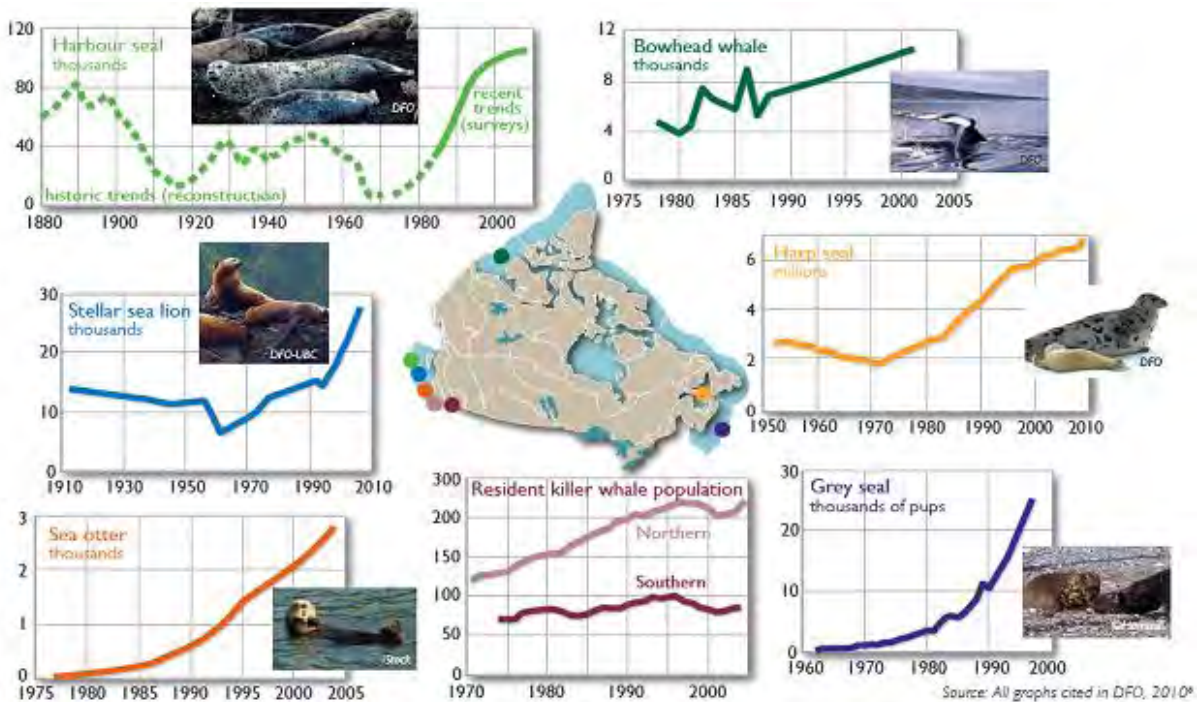 Harbour seal
thousands
120
80
40
0
1880
1900
1920
1940
1960
1980
2000
historic trends (reconstruction)
recent
trends
(surveys)
DFO
Bowhead whale
thousands
12
8
4
0
1975
1980
1985
1990
1995
2000
2005
DFO
Stellar sea lion
thousands
30
20
10
0
1910
1930
1950
1970
1990
2010
DFO-UBC
Harp seal
millions
6
4
2
0
1950
1960
1970
1980
1990
2000
2010
DFO
Sea otter
thousands
3
2
1
0
1975
1980
1985
1990
1995
2000
2005
iStock
Resident killer whale population
Northern
Southern
300
250
200
150
100
50
0
1970
1980
1990
2000
Grey seal
thousands of pups
30
20
10
0
1960
1970
1980
1990
2000
Source: All graphs cited in DFO, 2010⁸